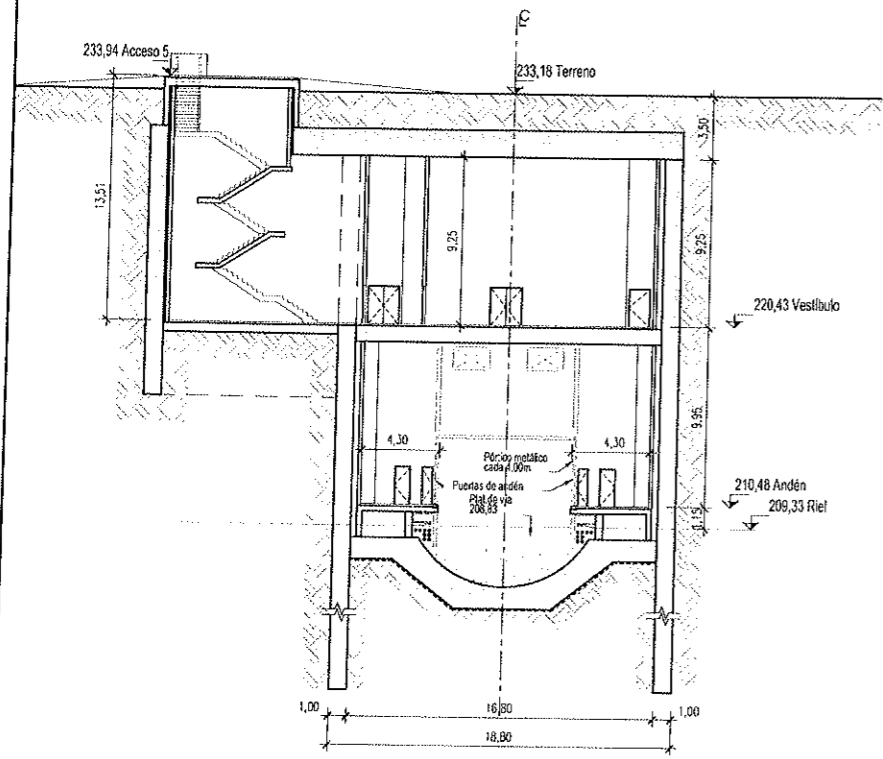 ₵
233,94 Acceso 5
233,18 Terreno
3,50
13,51
9,25
9,25
220,43 Vestíbulo
9,95
4,30
4,30
Pórtico metálico
cada 4,00m
Puertas de andén
Plat de vía
208,83
210,48 Andén
209,33 Riel
1,15
1,00
16,80
1,00
18,80